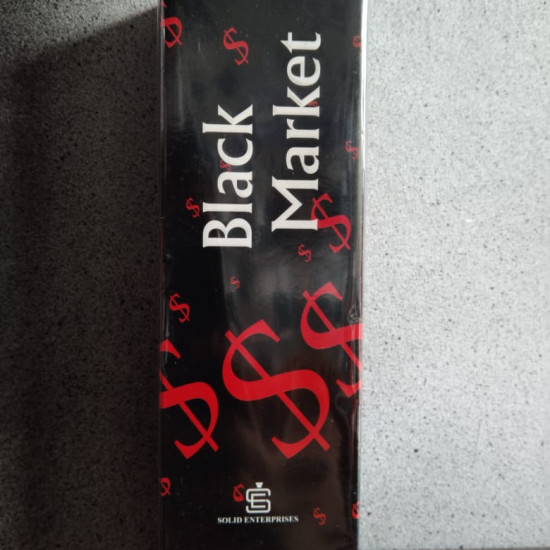 Black
Market
SOLID ENTERPRISES